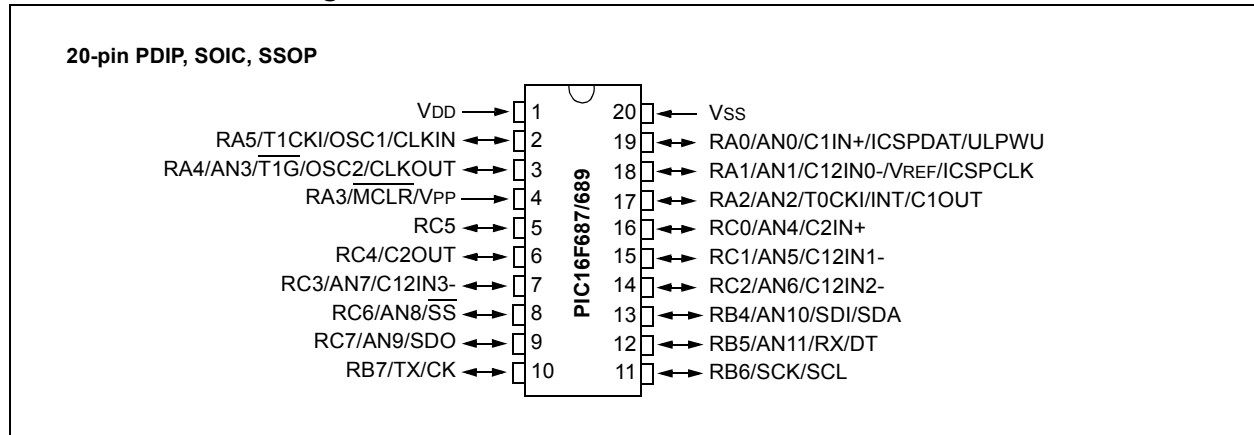 20-pin PDIP, SOIC, SSOP
VDD 1
RA5/T1CKI/OSC1/CLKIN 2
RA4/AN3/T1G/OSC2/CLKOUT 3
RA3/MCLR/VPP 4
RC5 5
RC4/C2OUT 6
RC3/AN7/C12IN3- 7
RC6/AN8/SS 8
RC7/AN9/SDO 9
RB7/TX/CK 10
PIC16F687/689
20 VSS
19 RA0/AN0/C1IN+/ICSPDAT/ULPWU
18 RA1/AN1/C12IN0-/VREF/ICSPCLK
17 RA2/AN2/T0CKI/INT/C1OUT
16 RC0/AN4/C2IN+
15 RC1/AN5/C12IN1-
14 RC2/AN6/C12IN2-
13 RB4/AN10/SDI/SDA
12 RB5/AN11/RX/DT
11 RB6/SCK/SCL